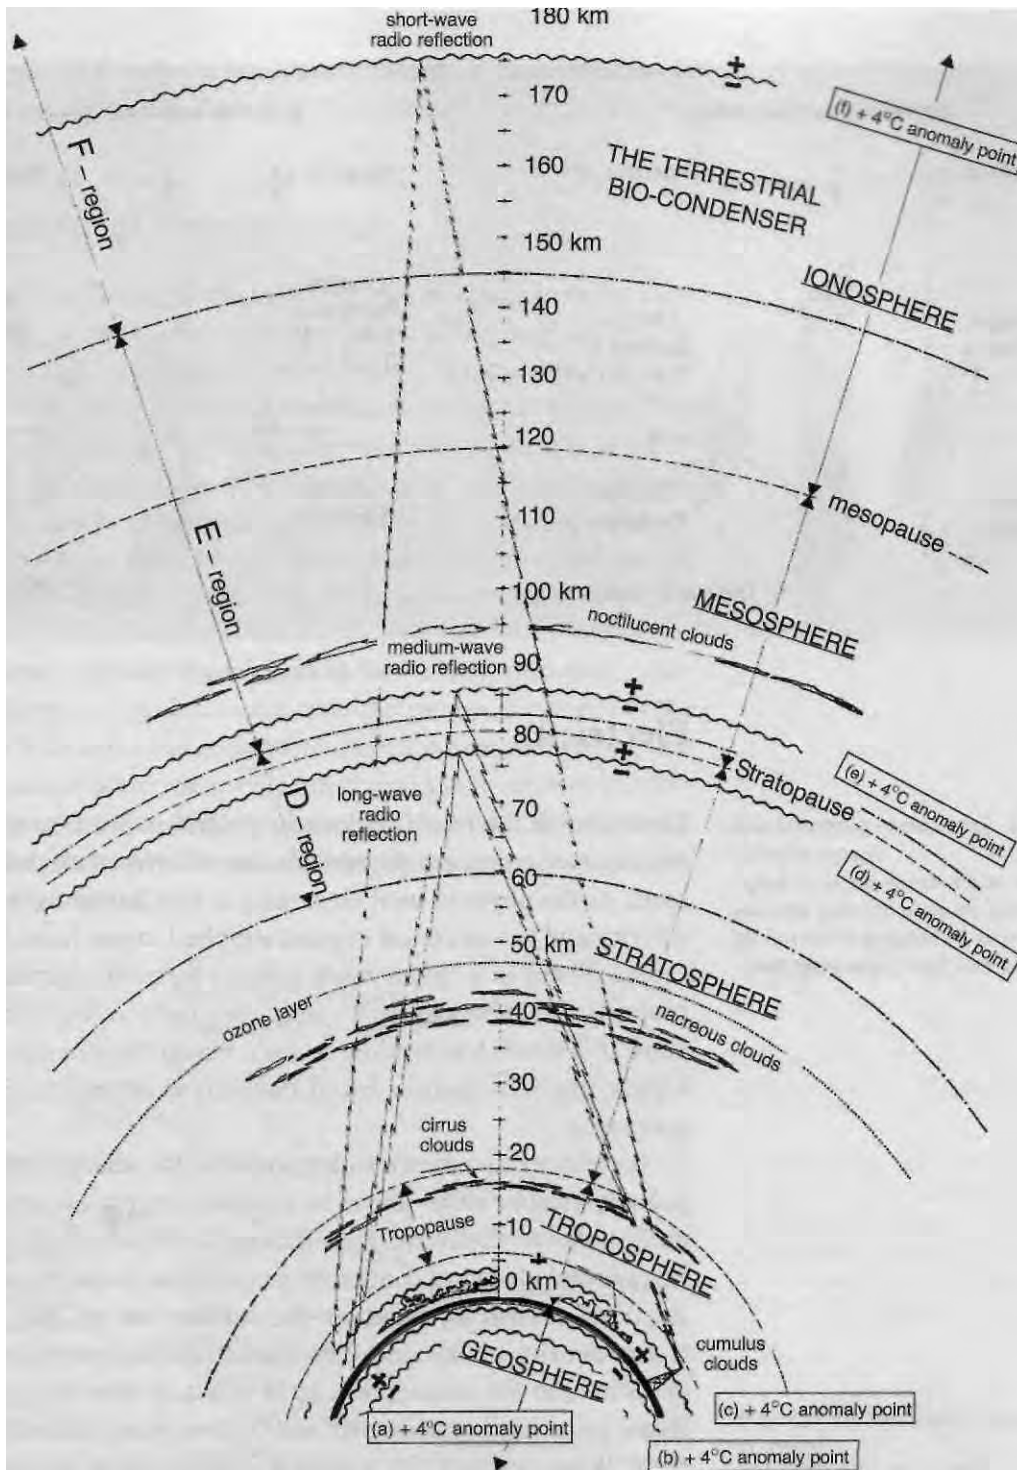 short-wave
radio reflection
180 km
+
-
170
(f) + 4°C anomaly point
F – region
160
THE TERRESTRIAL
BIO-CONDENSER
150 km
IONOSPHERE
140
130
120
mesopause
110
E – region
100 km
MESOSPHERE
noctilucent clouds
medium-wave
radio reflection
90
+
-
80
+
-
Stratopause
(e) + 4°C anomaly point
D – region
long-wave
radio
reflection
70
(d) + 4°C anomaly point
60
50 km
STRATOSPHERE
ozone layer
40
nacreous clouds
30
cirrus
clouds
20
Tropopause
10
TROPOSPHERE
+
0 km
cumulus
clouds
GEOSPHERE
+
-
+
(a) + 4°C anomaly point
(c) + 4°C anomaly point
(b) + 4°C anomaly point